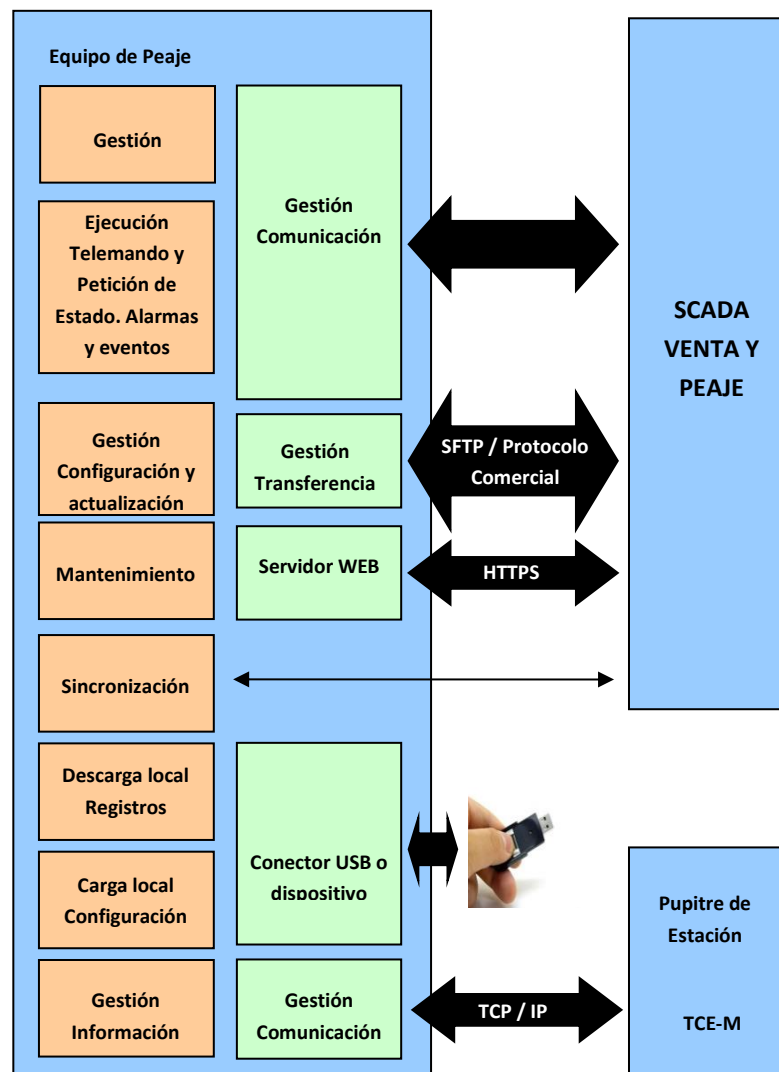 Equipo de Peaje
Gestión
Ejecución
Telemando y
Petición de
Estado. Alarmas
y eventos
Gestión
Comunicación
SCADA
VENTA Y
PEAJE
Gestión
Configuración y
actualización
Gestión
Transferencia
SFTP / Protocolo
Comercial
Mantenimiento
Servidor WEB
HTTPS
Sincronización
Descarga local
Registros
Carga local
Configuración
Conector USB o
dispositivo
Pupitre de
Estación
TCE-M
Gestión
Información
Gestión
Comunicación
TCP / IP